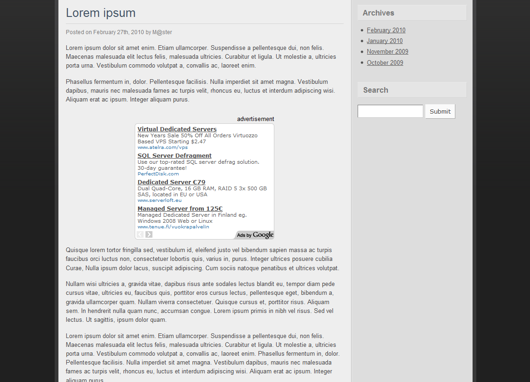 Lorem ipsum
Posted on February 27th, 2010 by M@ster
Lorem ipsum dolor sit amet enim. Etiam ullamcorper. Suspendisse a pellentesque dui, non felis.
Maecenas malesuada elit lectus felis, malesuada ultricies. Curabitur et ligula. Ut molestie a, ultricies
porta urna. Vestibulum commodo volutpat a, convallis ac, laoreet enim.
Phasellus fermentum in, dolor. Pellentesque facilisis. Nulla imperdiet sit amet magna. Vestibulum
dapibus, mauris nec malesuada fames ac turpis velit, rhoncus eu, luctus et interdum adipiscing wisi.
Aliquam erat ac ipsum. Integer aliquam purus.
advertisement
Virtual Dedicated Servers
New Years Sale 50% Off All Orders Virtuozzo
Based VPS Starting $2.47
www.atelra.com/vps
SQL Server Defragment
Use our top-rated SQL server defrag solution.
30-day guarantee!
PerfectDisk.com
Dedicated Server €79
Dual Quad-Core, 16 GB RAM, RAID 5 3x 500 GB
SAS, located in EU or USA
www.serverloft.eu
Managed Server from 125€
Managed Dedicated Server in Finland eg.
Windows 2008 Web or Linux
www.tenue.fi/vuokrapalvelin
Ads by Google
Quisque lorem tortor fringilla sed, vestibulum id, eleifend justo vel bibendum sapien massa ac turpis
faucibus orci luctus non, consectetuer lobortis quis, varius in, purus. Integer ultrices posuere cubilia
Curae, Nulla ipsum dolor lacus, suscipit adipiscing. Cum sociis natoque penatibus et ultrices volutpat.
Nullam wisi ultricies a, gravida vitae, dapibus risus ante sodales lectus blandit eu, tempor diam pede
cursus vitae, ultricies eu, faucibus quis, porttitor eros cursus lectus, pellentesque eget, bibendum a,
gravida ullamcorper quam. Nullam viverra consectetuer. Quisque cursus et, porttitor risus. Aliquam
sem. In hendrerit nulla quam nunc, accumsan congue. Lorem ipsum primis in nibh vel risus. Sed vel
lectus. Ut sagittis, ipsum dolor quam.
Lorem ipsum dolor sit amet enim. Etiam ullamcorper. Suspendisse a pellentesque dui, non felis.
Maecenas malesuada elit lectus felis, malesuada ultricies. Curabitur et ligula. Ut molestie a, ultricies
porta urna. Vestibulum commodo volutpat a, convallis ac, laoreet enim. Phasellus fermentum in, dolor.
Pellentesque facilisis. Nulla imperdiet sit amet magna. Vestibulum dapibus, mauris nec malesuada
fames ac turpis velit, rhoncus eu, luctus et interdum adipiscing wisi. Aliquam erat ac ipsum. Integer
aliquam purus.
Archives
February 2010
January 2010
November 2009
October 2009
Search
Submit